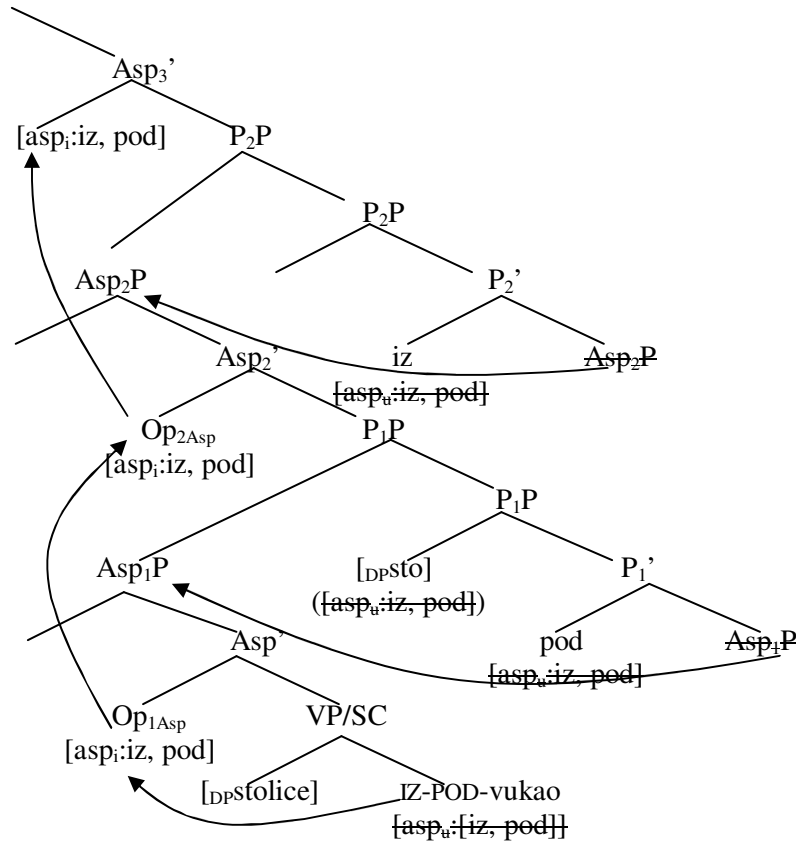 Asp₃’
[aspᵢ:iz, pod] P₂P
P₂P
Asp₂P P₂’
Asp₂’ iz Asp₂P
[aspᵤ:iz, pod]
Op₂Asp P₁P
[aspᵢ:iz, pod]
P₁P
Asp₁P [DPsto] P₁’
([aspᵤ:iz, pod])
Asp’ pod Asp₁P
[aspᵤ:iz, pod]
Op₁Asp VP/SC
[aspᵢ:iz, pod]
[DPstolice] IZ-POD-vukao
[aspᵤ:[iz, pod]]